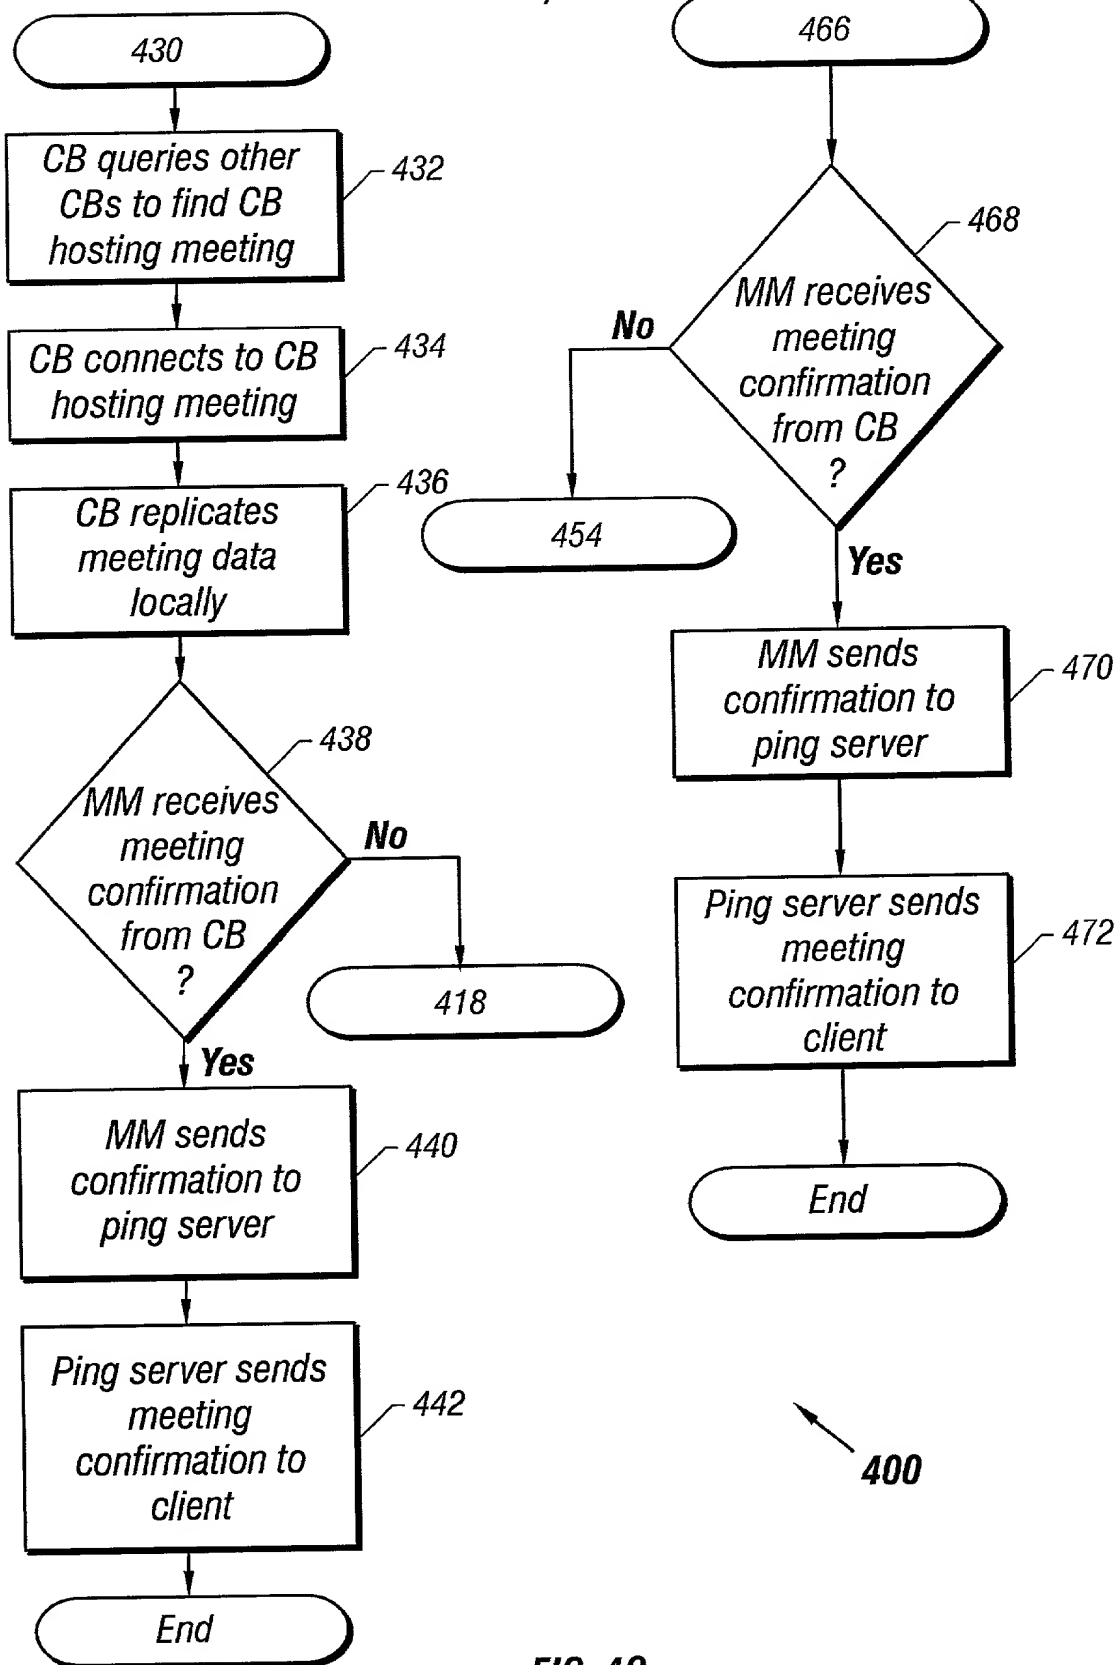 430
CB queries other
CBs to find CB
hosting meeting
432
CB connects to CB
hosting meeting
434
CB replicates
meeting data
locally
436
MM receives
meeting
confirmation
from CB
?
438
No
418
Yes
MM sends
confirmation to
ping server
440
Ping server sends
meeting
confirmation to
client
442
End
466
MM receives
meeting
confirmation
from CB
?
468
No
454
Yes
MM sends
confirmation to
ping server
470
Ping server sends
meeting
confirmation to
client
472
End
400